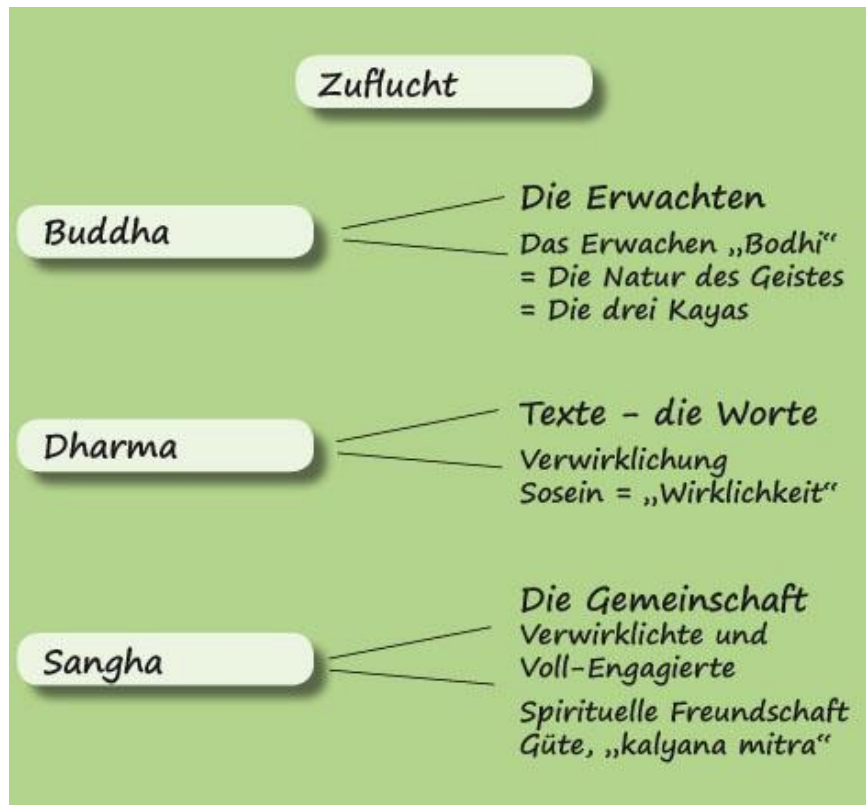 Zuflucht
Buddha
Die Erwachten
Das Erwachen „Bodhi“
= Die Natur des Geistes
= Die drei Kayas
Dharma
Texte - die Worte
Verwirklichung
Sosein = „Wirklichkeit“
Sangha
Die Gemeinschaft
Verwirklichte und
Voll-Engagierte
Spirituelle Freundschaft
Güte, „kalyana mitra“